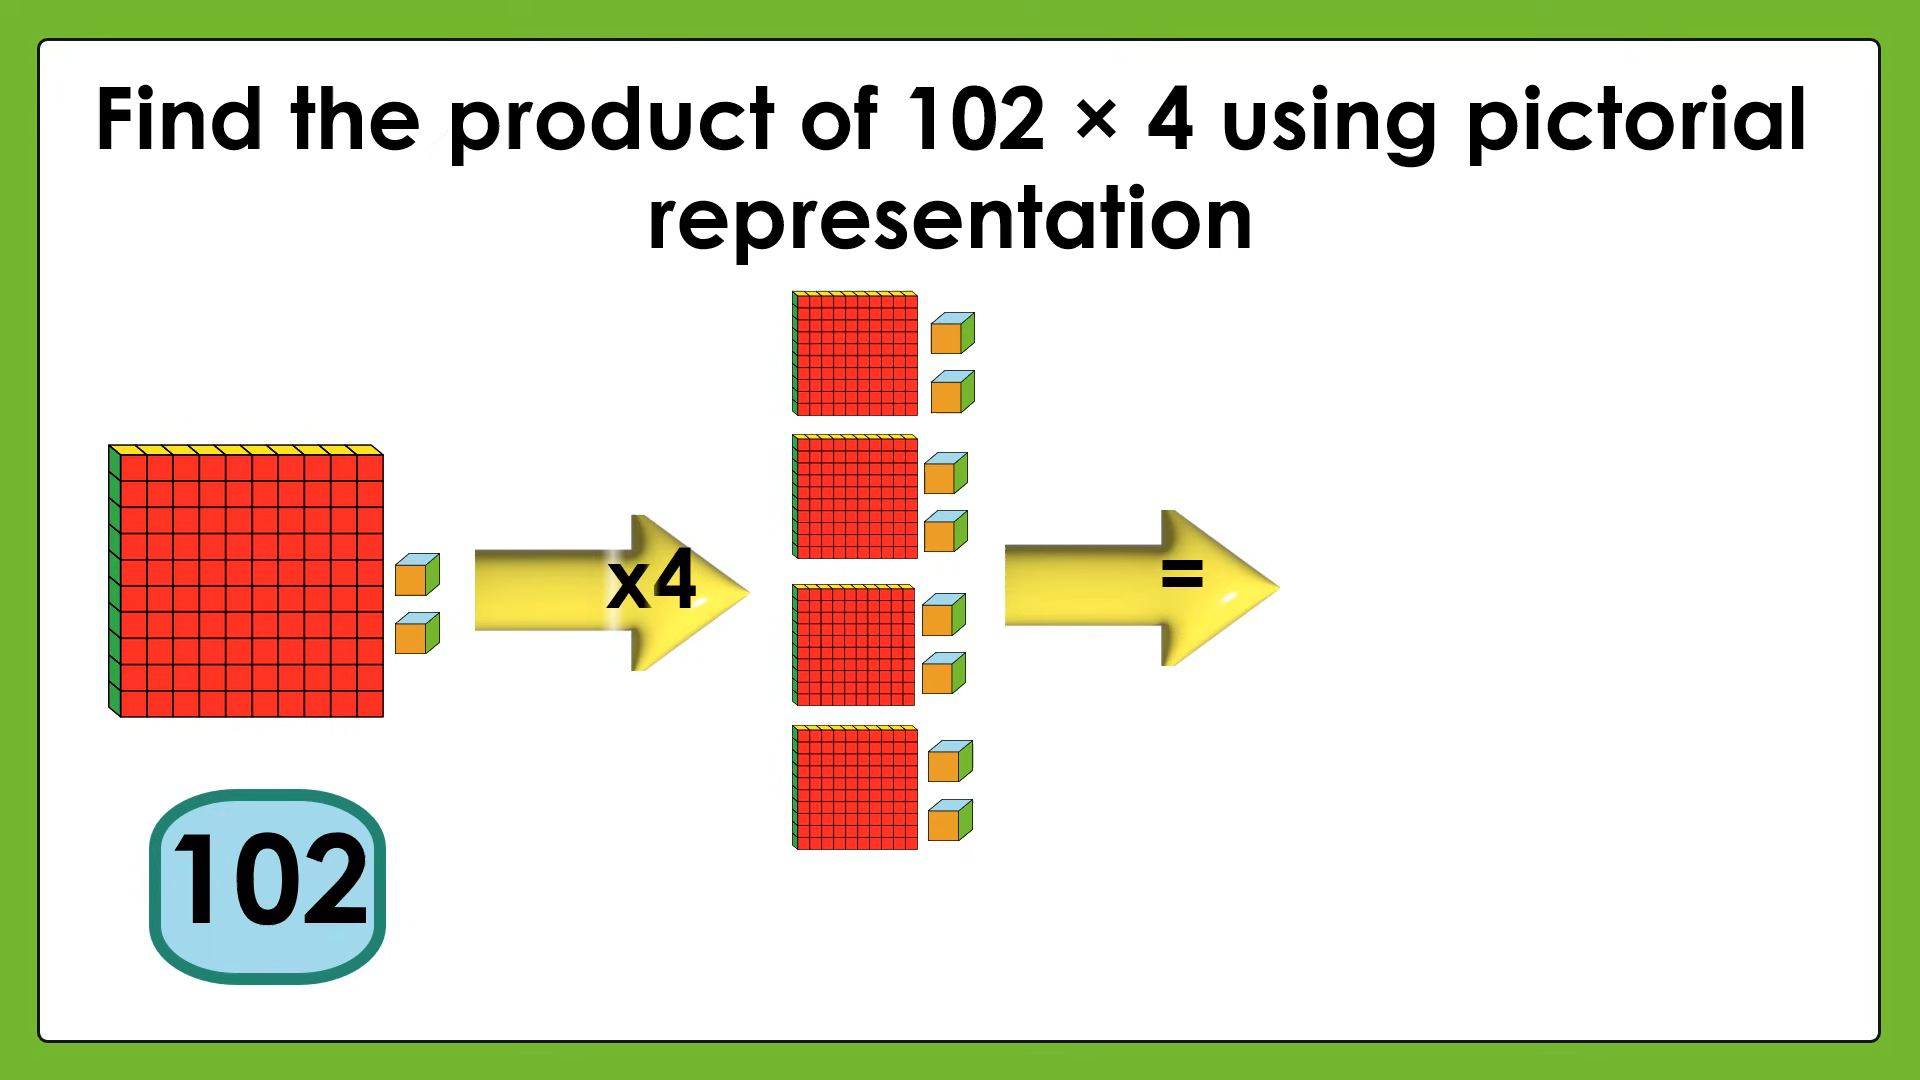 Find the product of 102 × 4 using pictorial
representation
x4
=
102